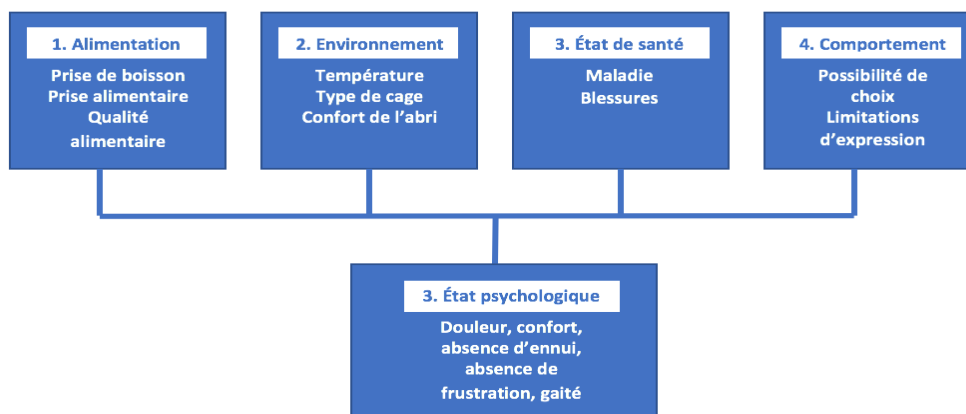 1. Alimentation
Prise de boisson
Prise alimentaire
Qualité
alimentaire
2. Environnement
Température
Type de cage
Confort de l’abri
3. État de santé
Maladie
Blessures
4. Comportement
Possibilité de
choix
Limitations
d’expression
3. État psychologique
Douleur, confort,
absence d’ennui,
absence de
frustration, gaité